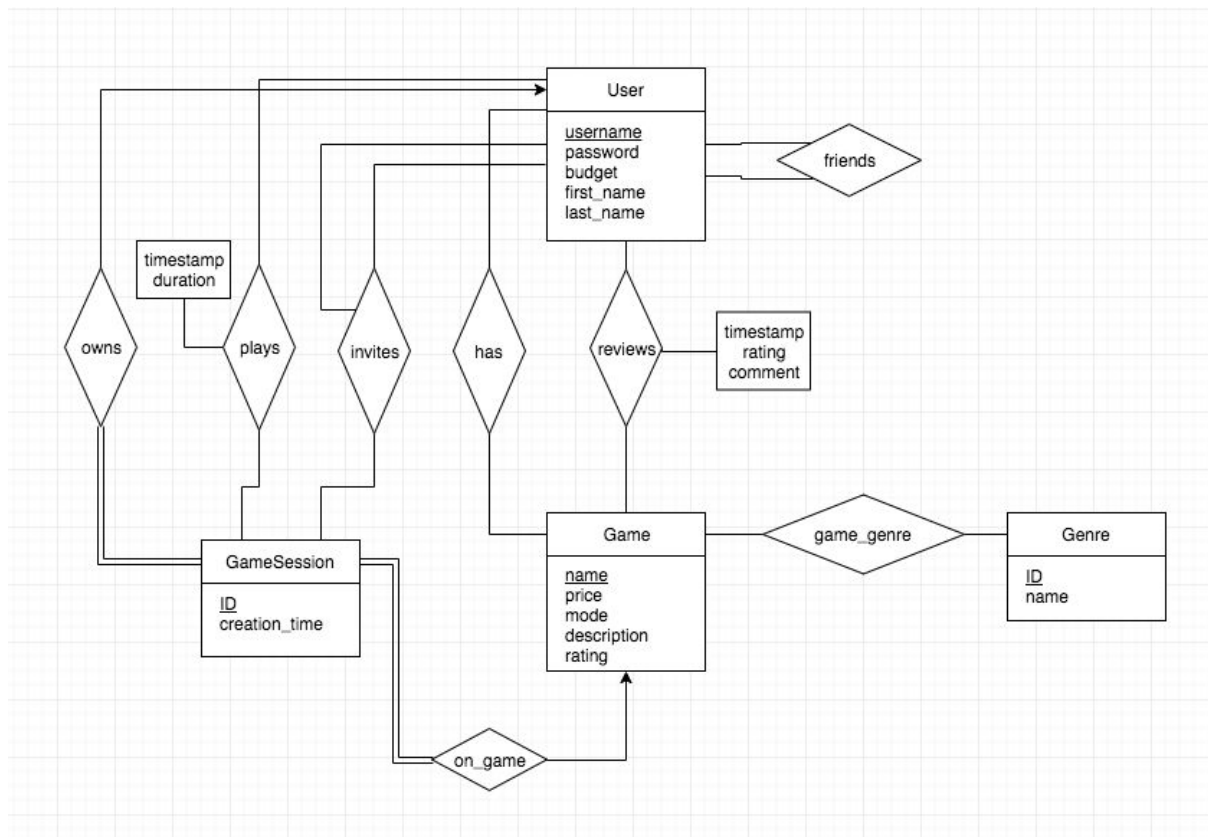 User
username
password
budget
first_name
last_name
friends
timestamp
duration
owns
plays
invites
has
reviews
timestamp
rating
comment
GameSession
ID
creation_time
Game
name
price
mode
description
rating
game_genre
Genre
ID
name
on_game